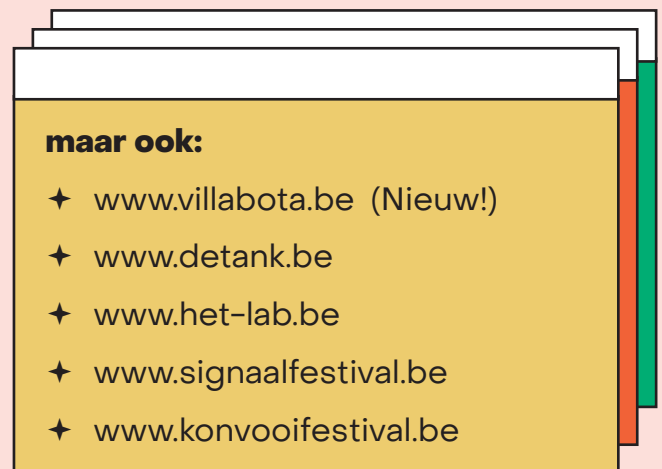 maar ook:
✦ www.villabota.be (Nieuw!)
✦ www.detank.be
✦ www.het-lab.be
✦ www.signaalfestival.be
✦ www.konvooifestival.be